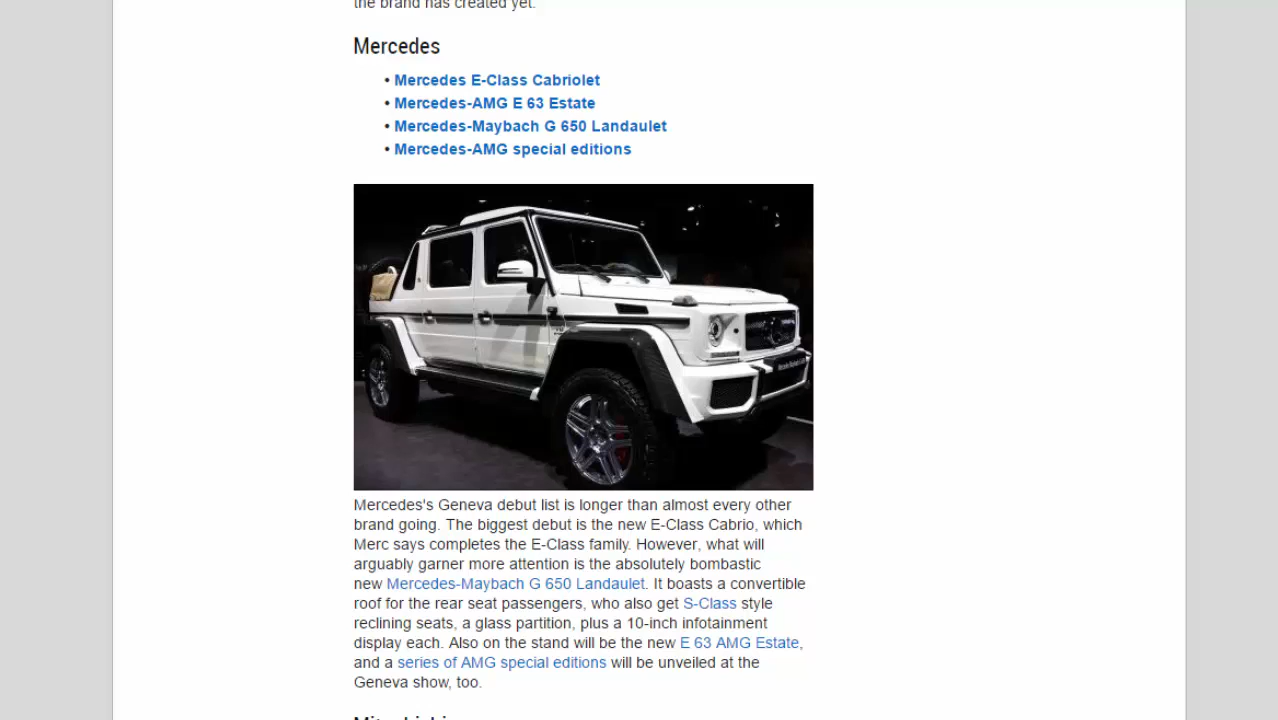 the brand has created yet.
Mercedes
• Mercedes E-Class Cabriolet
• Mercedes-AMG E 63 Estate
• Mercedes-Maybach G 650 Landaulet
• Mercedes-AMG special editions
Mercedes's Geneva debut list is longer than almost every other
brand going. The biggest debut is the new E-Class Cabrio, which
Merc says completes the E-Class family. However, what will
arguably garner more attention is the absolutely bombastic
new Mercedes-Maybach G 650 Landaulet. It boasts a convertible
roof for the rear seat passengers, who also get S-Class style
reclining seats, a glass partition, plus a 10-inch infotainment
display each. Also on the stand will be the new E 63 AMG Estate,
and a series of AMG special editions will be unveiled at the
Geneva show, too.